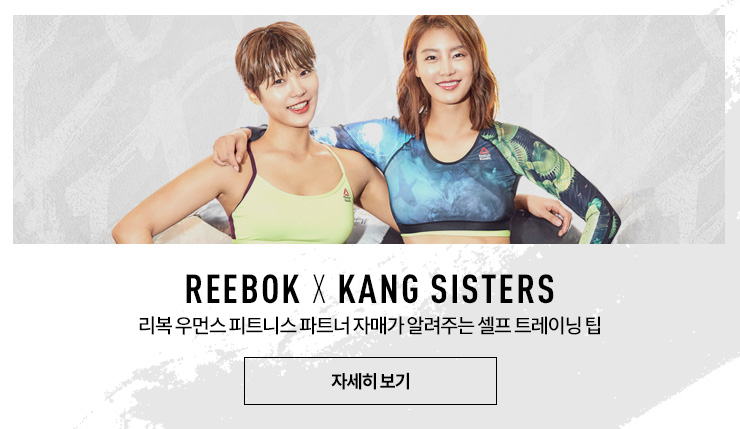 REEBOK X KANG SISTERS
리복 우먼스 피트니스 파트너 자매가 알려주는 셀프 트레이닝 팁
자세히 보기